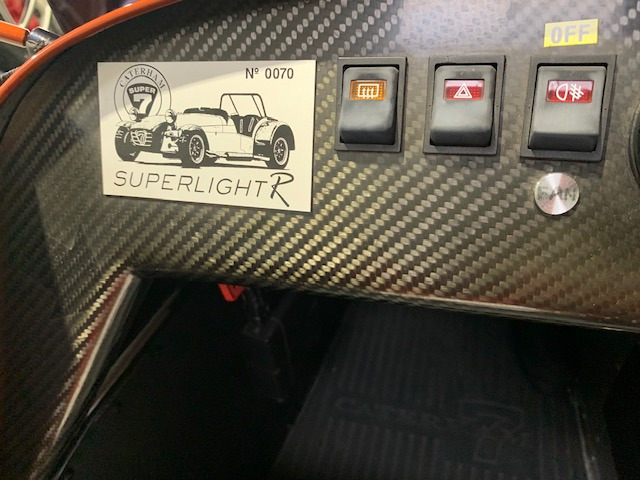 Nº 0070
CATERHAM
SUPER
7
SUPERLIGHT R
OFF